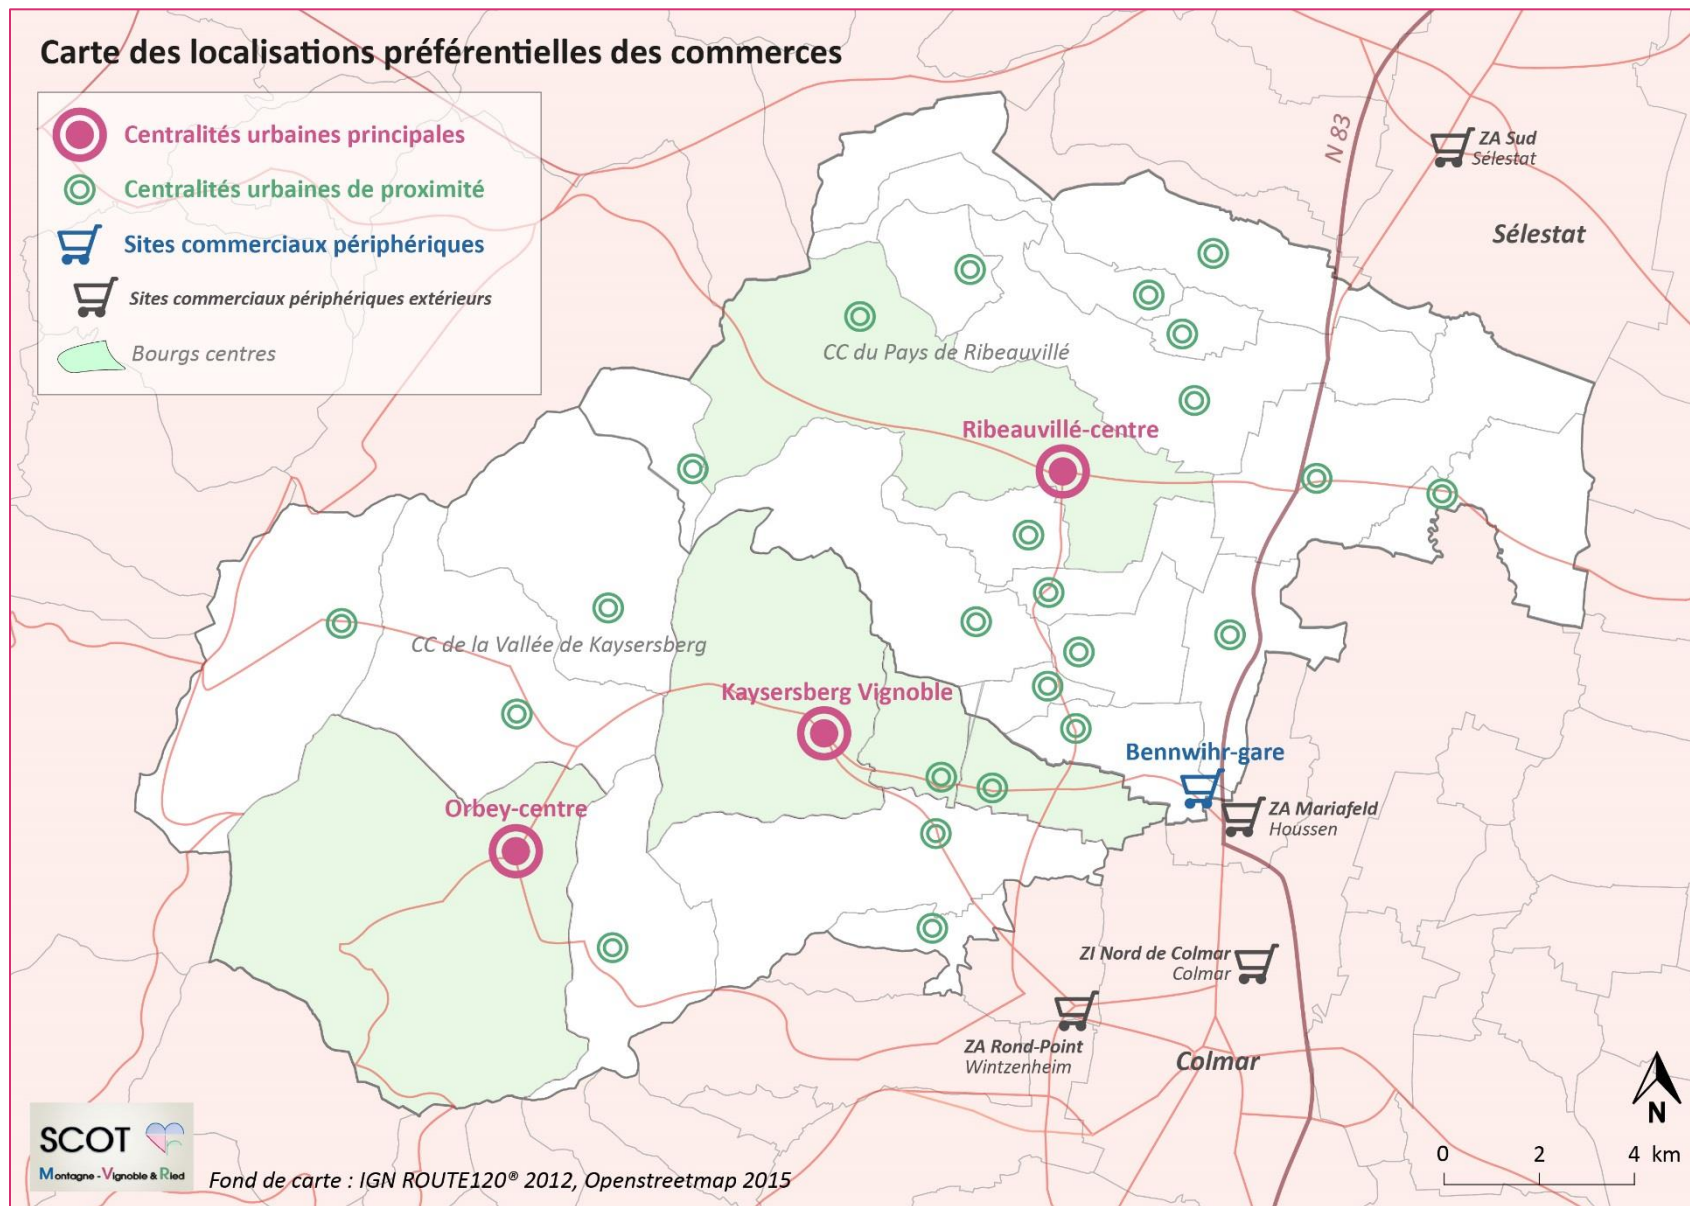 Carte des localisations préférentielles des commerces
Centralités urbaines principales
Centralités urbaines de proximité
Sites commerciaux périphériques
Sites commerciaux périphériques extérieurs
Bourgs centres
N 83
ZA Sud
Sélestat
Sélestat
CC du Pays de Ribeauvillé
Ribeauvillé-centre
CC de la Vallée de Kaysersberg
Kaysersberg Vignoble
Bennwihr-gare
Orbey-centre
ZA Mariafeld
Houssen
ZI Nord de Colmar
Colmar
ZA Rond-Point
Wintzenheim
Colmar
N
0 2 4 km
SCOT
Montagne - Vignoble & Ried
Fond de carte : IGN ROUTE120® 2012, Openstreetmap 2015